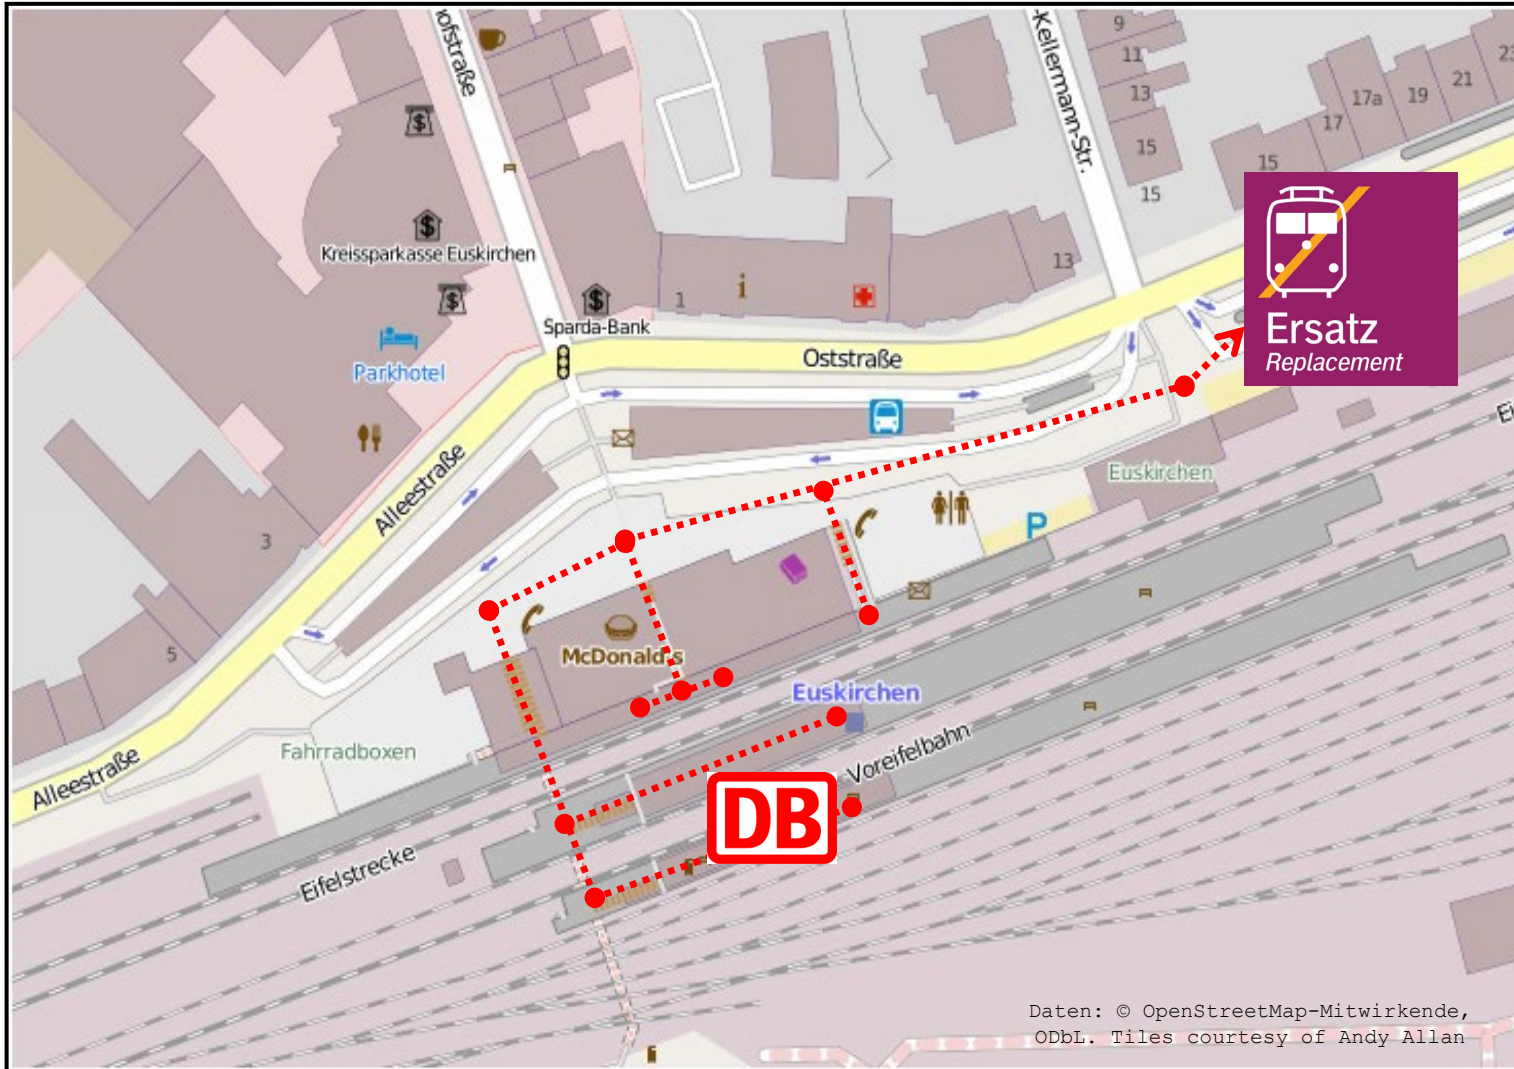 ofstraße
-Kellermann-Str.
9
11
13
15
15
15
17
17a
19
21
23
Kreissparkasse Euskirchen
13
1
i
Sparda-Bank
Parkhotel
Oststraße
Ersatz
Replacement
Alleestraße
Euskirchen
Ei
3
P
5
McDonald's
Euskirchen
Fahrradboxen
Voreifelbahn
Alleestraße
DB
Eifelstrecke
Daten: © OpenStreetMap-Mitwirkende,
ODbL. Tiles courtesy of Andy Allan